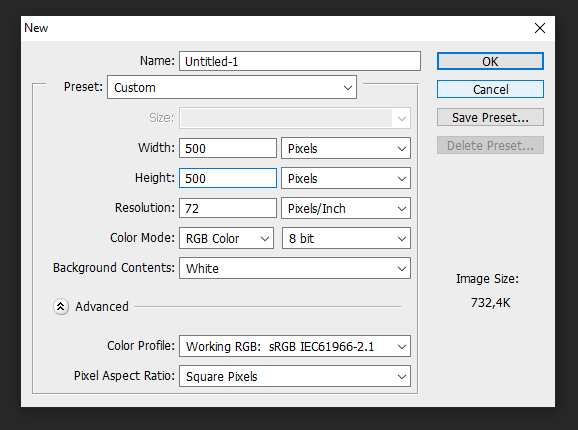 New
Name: Untitled-1
OK
Preset: Custom
Cancel
Size:
Save Preset...
Width: 500 Pixels
Delete Preset...
Height: 500 Pixels
Resolution: 72 Pixels/Inch
Color Mode: RGB Color 8 bit
Background Contents: White
Image Size:
732,4K
Advanced
Color Profile: Working RGB: sRGB IEC61966-2.1
Pixel Aspect Ratio: Square Pixels